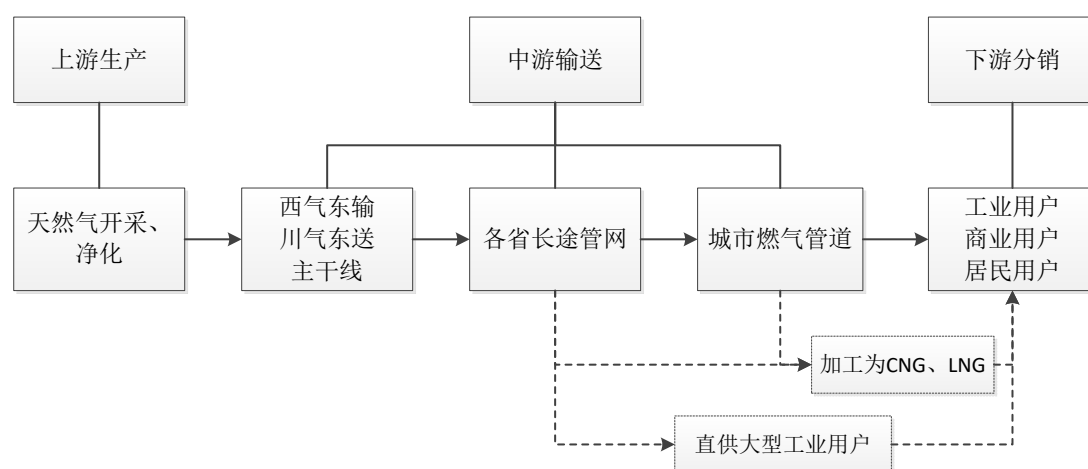 上游生产
中游输送
下游分销
天然气开采、
净化
西气东输
川气东送
主干线
各省长途管网
城市燃气管道
工业用户
商业用户
居民用户
加工为CNG、LNG
直供大型工业用户